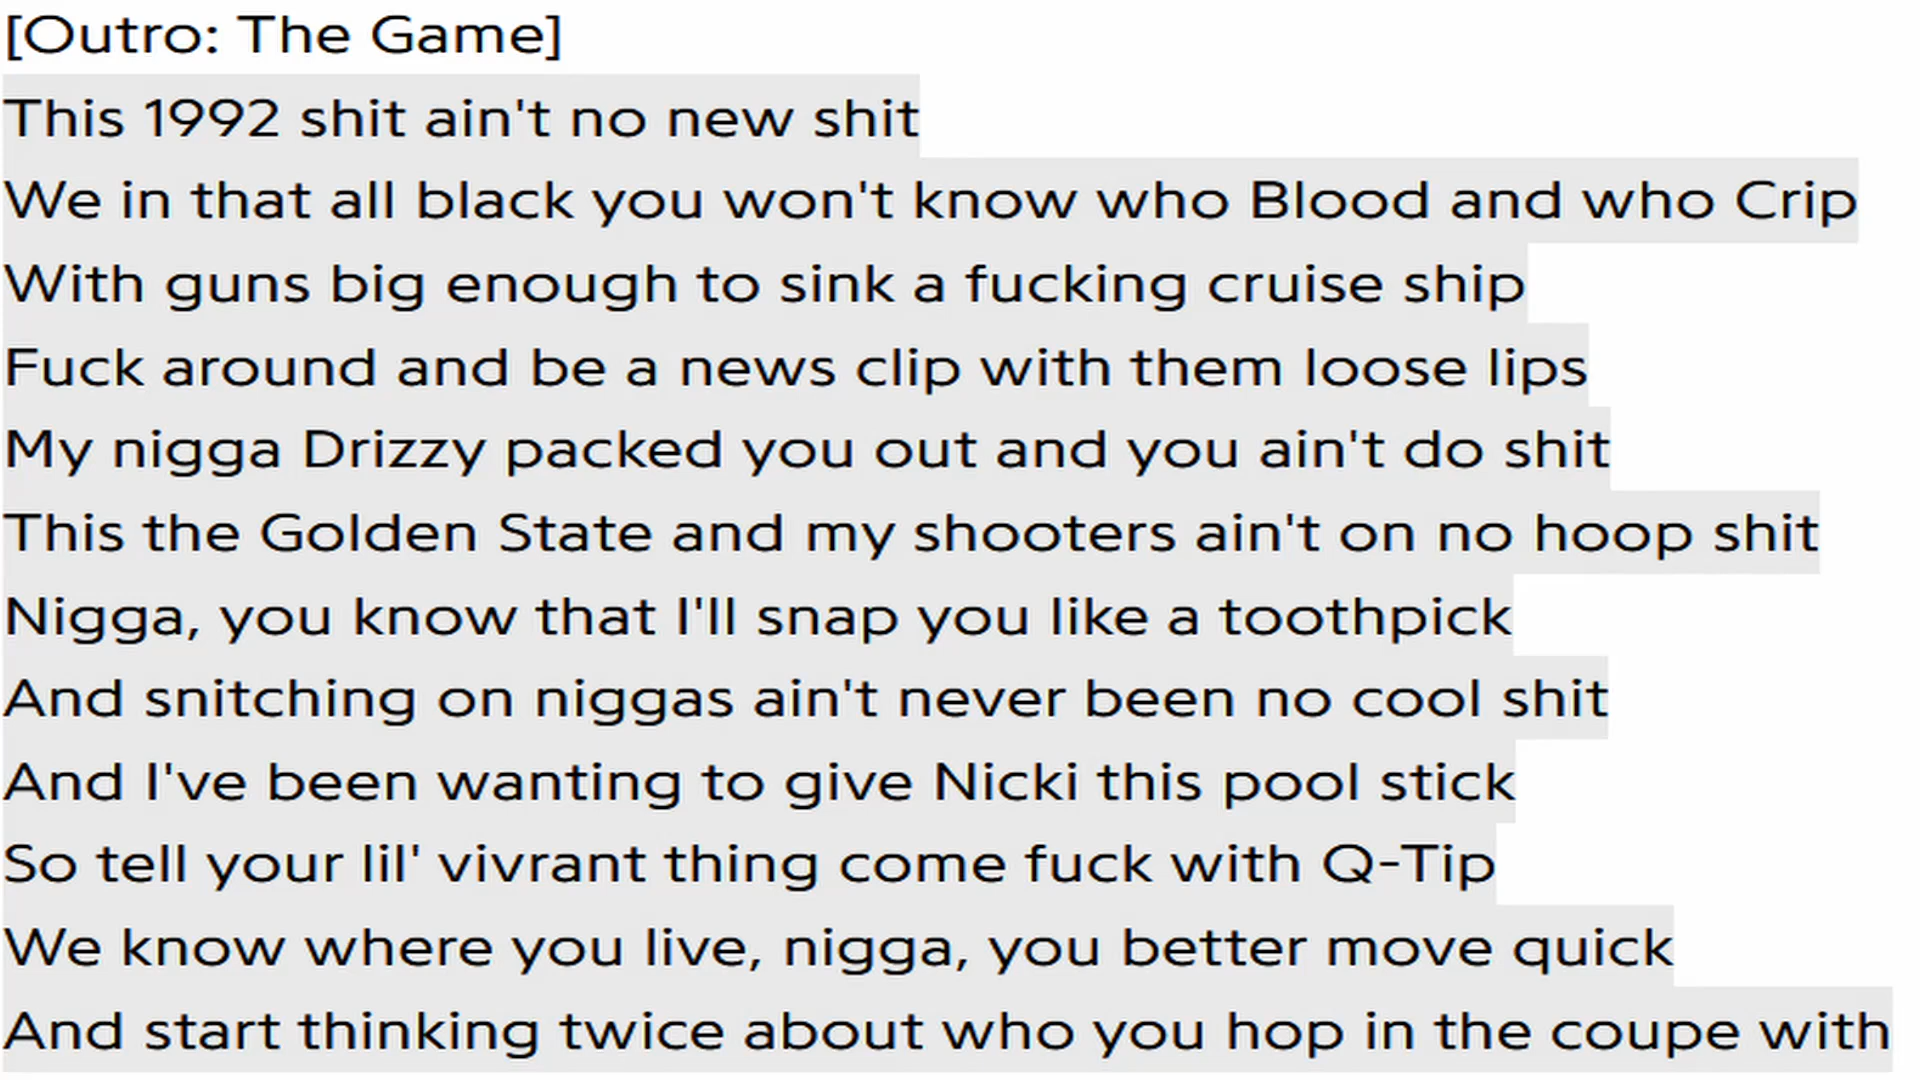 [Outro: The Game]
This 1992 shit ain't no new shit
We in that all black you won't know who Blood and who Crip
With guns big enough to sink a fucking cruise ship
Fuck around and be a news clip with them loose lips
My nigga Drizzy packed you out and you ain't do shit
This the Golden State and my shooters ain't on no hoop shit
Nigga, you know that I'll snap you like a toothpick
And snitching on niggas ain't never been no cool shit
And I've been wanting to give Nicki this pool stick
So tell your lil' vivrant thing come fuck with Q-Tip
We know where you live, nigga, you better move quick
And start thinking twice about who you hop in the coupe with